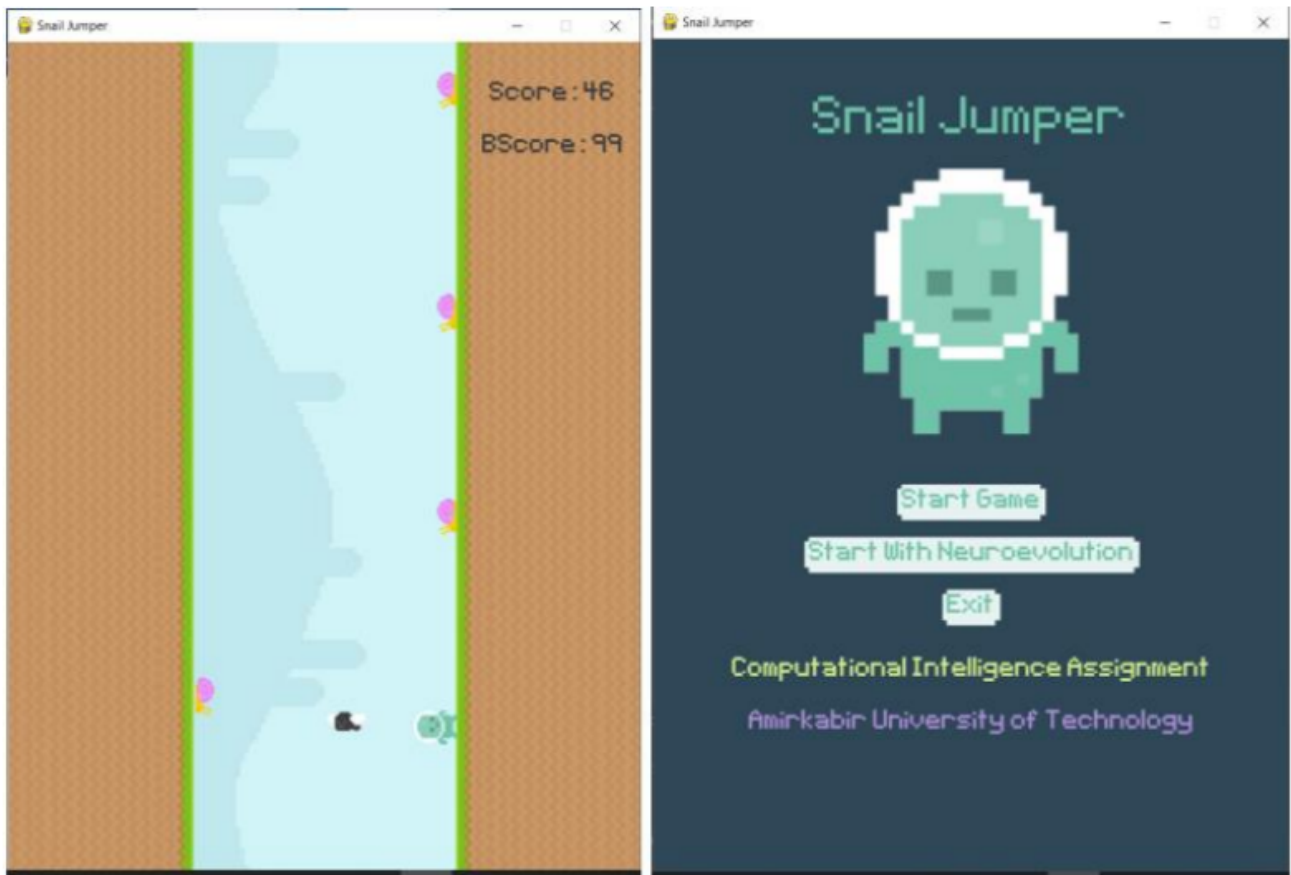 Snail Jumper
Score:46
BScore:99
Snail Jumper
Snail Jumper
Start Game
Start With Neuroevolution
Exit
Computational Intelligence Assignment
Amirkabir University of Technology